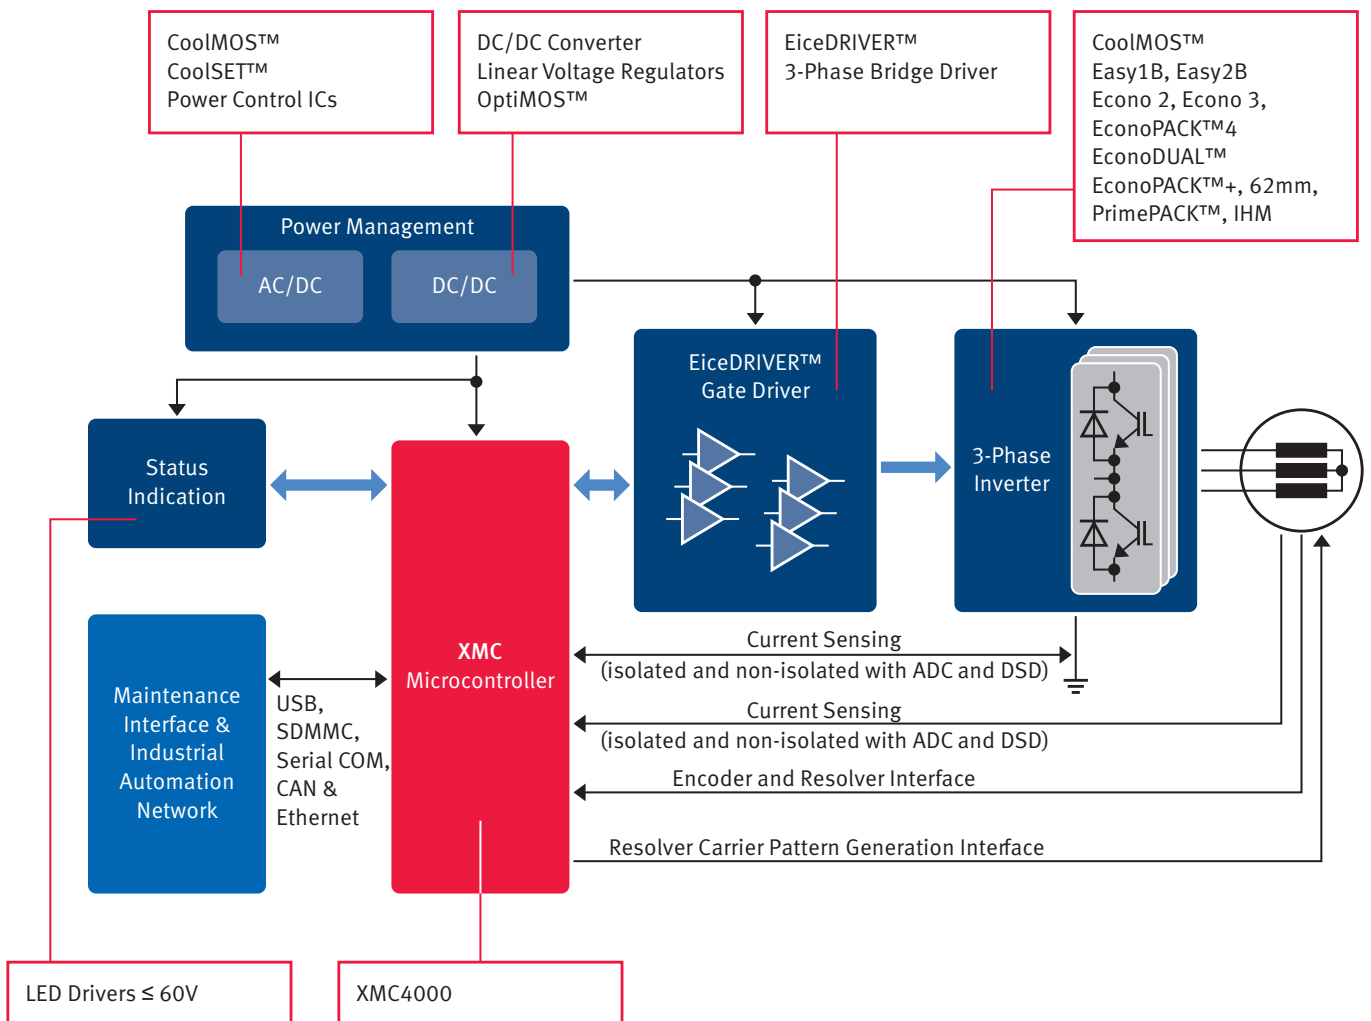 CoolMOS™
CoolSET™
Power Control ICs
DC/DC Converter
Linear Voltage Regulators
OptiMOS™
EiceDRIVER™
3-Phase Bridge Driver
CoolMOS™
Easy1B, Easy2B
Econo 2, Econo 3,
EconoPACK™4
EconoDUAL™
EconoPACK™+, 62mm,
PrimePACK™, IHM
Power Management
AC/DC
DC/DC
EiceDRIVER™
Gate Driver
3-Phase
Inverter
Status
Indication
XMC
Microcontroller
Maintenance
Interface &
Industrial
Automation
Network
USB,
SDMMC,
Serial COM,
CAN &
Ethernet
Current Sensing
(isolated and non-isolated with ADC and DSD)
Current Sensing
(isolated and non-isolated with ADC and DSD)
Encoder and Resolver Interface
Resolver Carrier Pattern Generation Interface
LED Drivers ≤ 60V
XMC4000